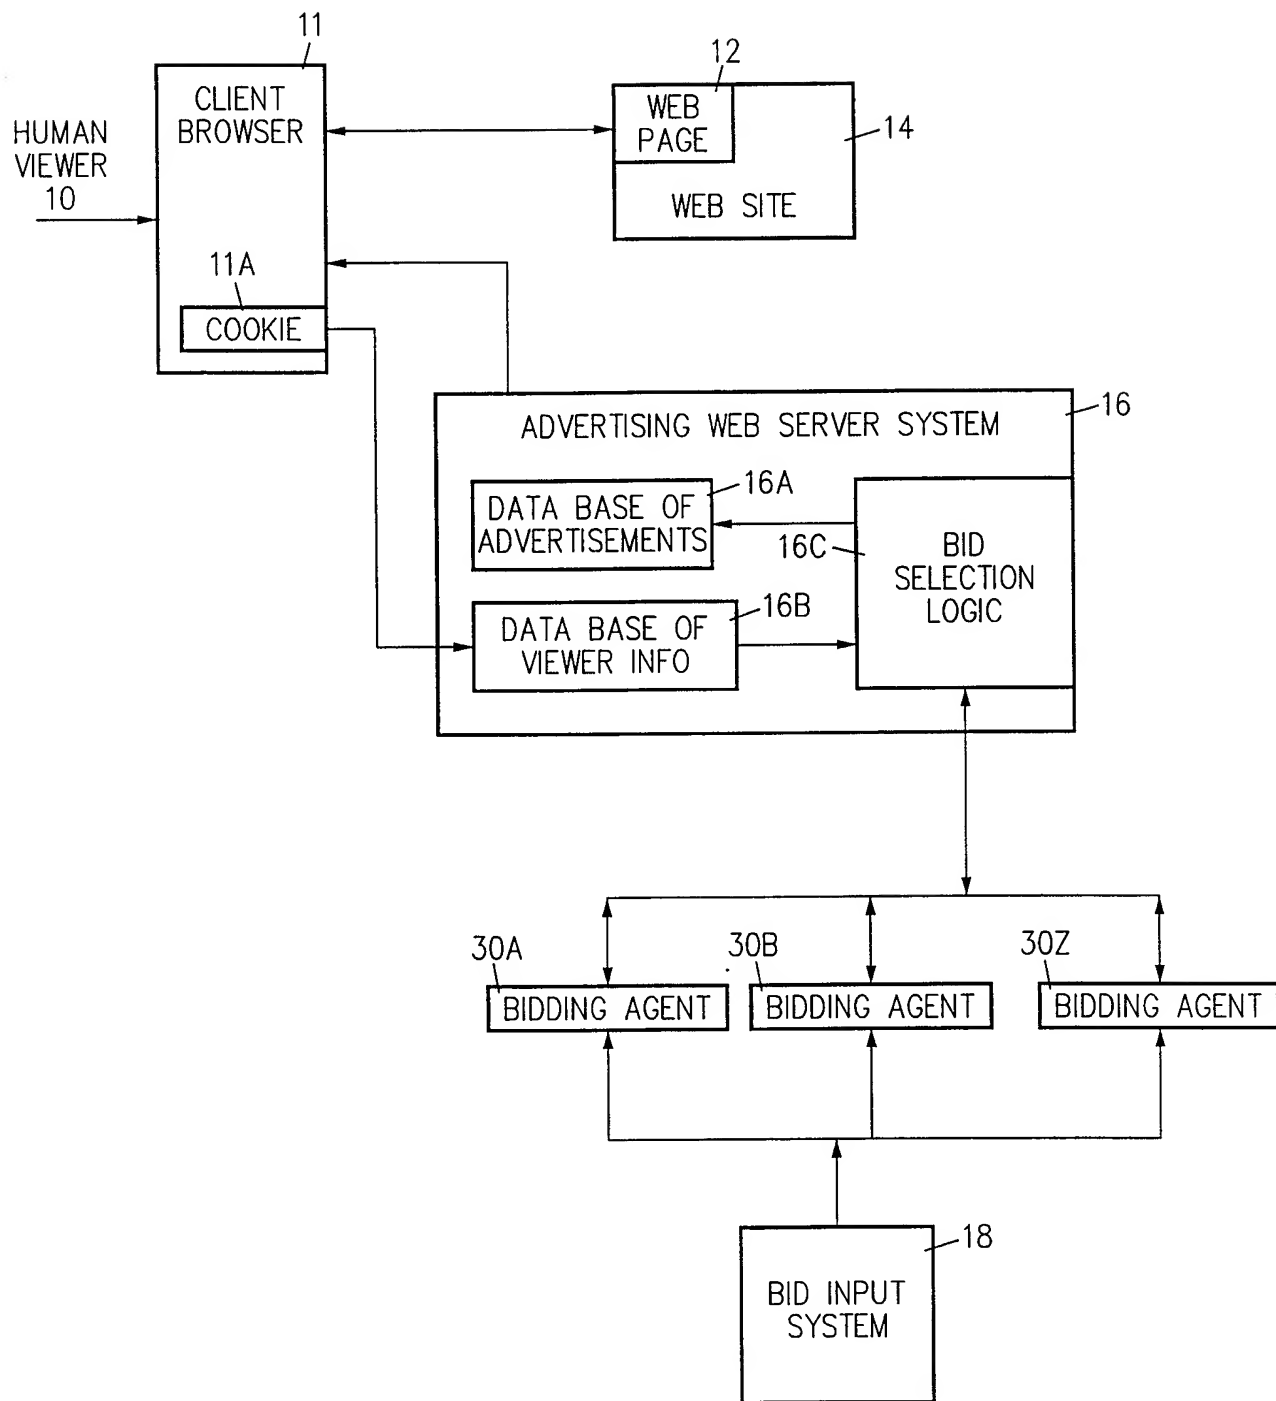 11
CLIENT
BROWSER
HUMAN
VIEWER
10
12
WEB
PAGE
14
WEB SITE
11A
COOKIE
16
ADVERTISING WEB SERVER SYSTEM
16A
DATA BASE OF
ADVERTISEMENTS
16C
BID
SELECTION
LOGIC
16B
DATA BASE OF
VIEWER INFO
30A
BIDDING AGENT
30B
BIDDING AGENT
30Z
BIDDING AGENT
18
BID INPUT
SYSTEM